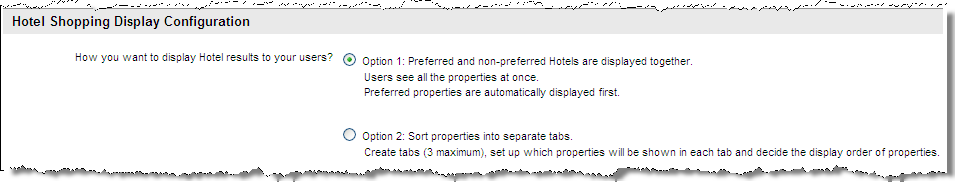 Hotel Shopping Display Configuration
How you want to display Hotel results to your users?
Option 1: Preferred and non-preferred Hotels are displayed together.
Users see all the properties at once.
Preferred properties are automatically displayed first.
Option 2: Sort properties into separate tabs.
Create tabs (3 maximum), set up which properties will be shown in each tab and decide the display order of properties.